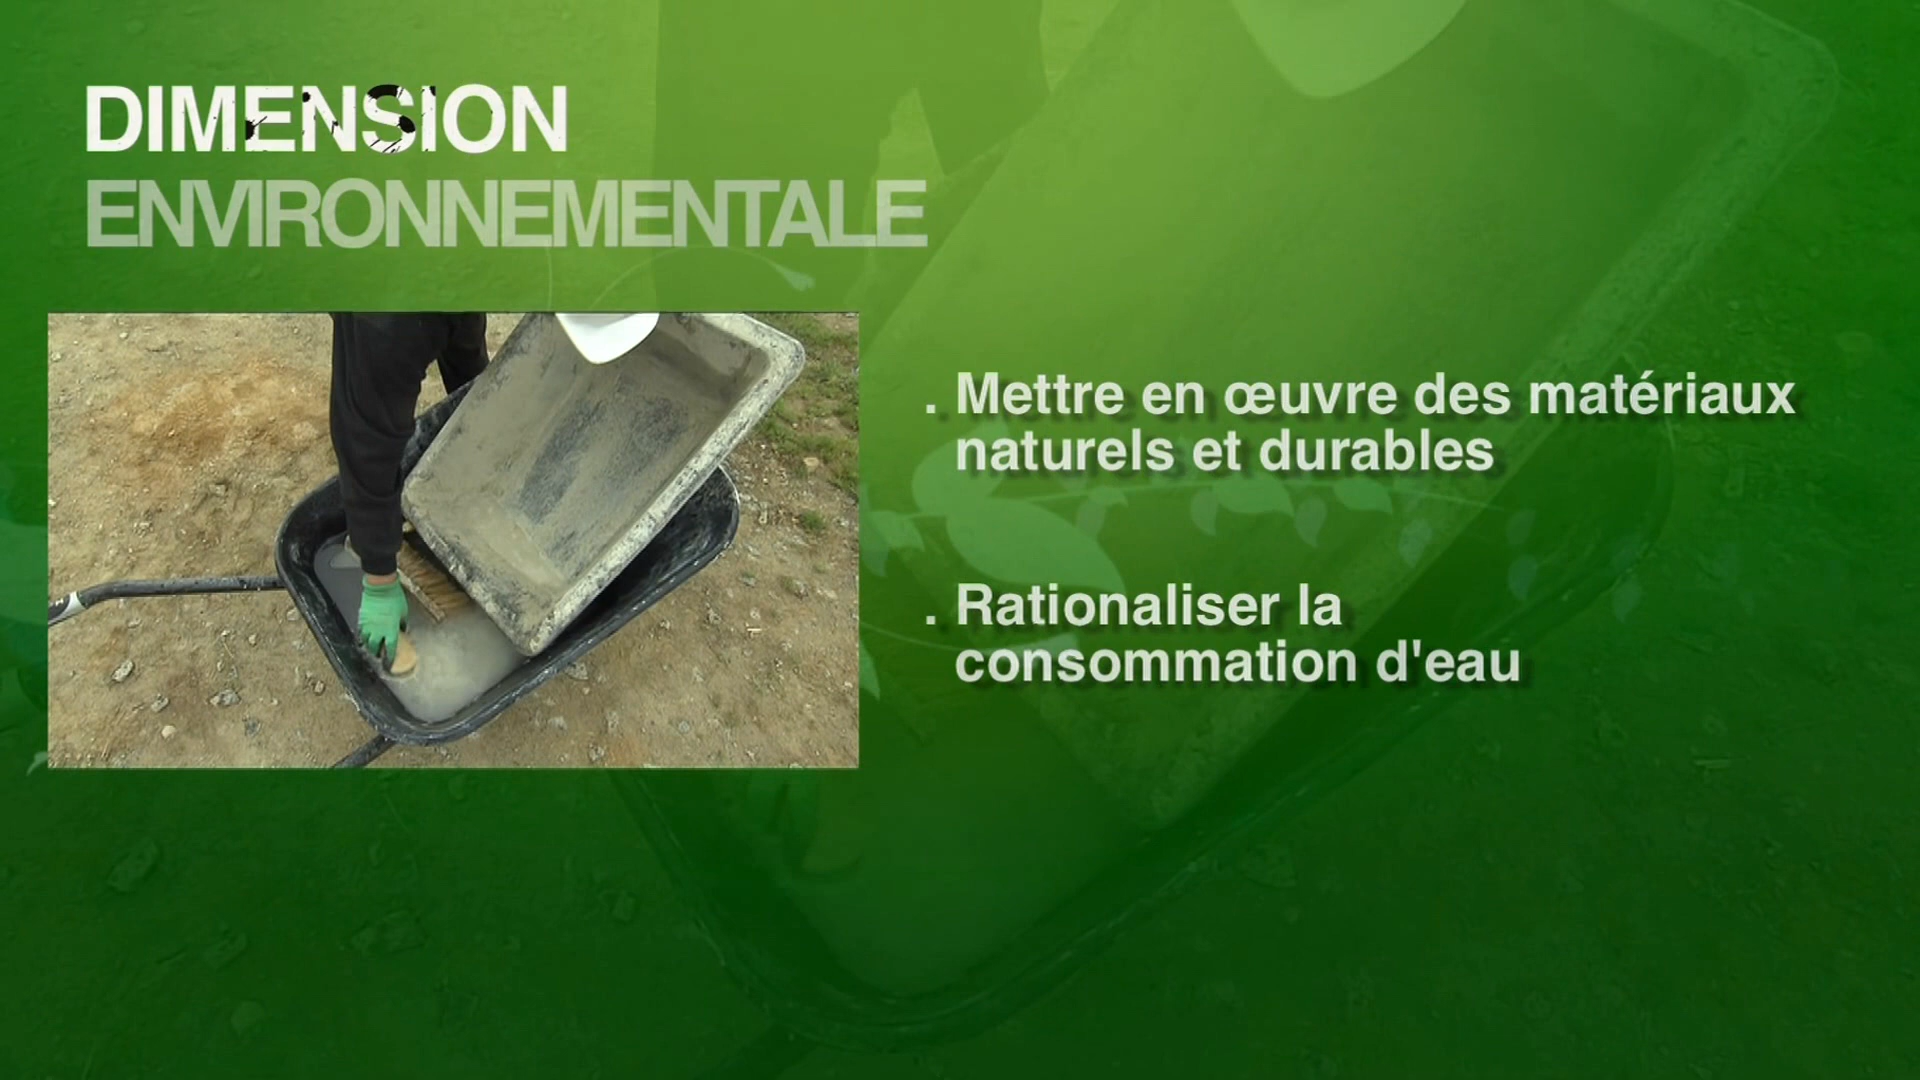 DIMENSION
ENVIRONNEMENTALE
. Mettre en œuvre des matériaux
naturels et durables
. Rationaliser la
consommation d'eau